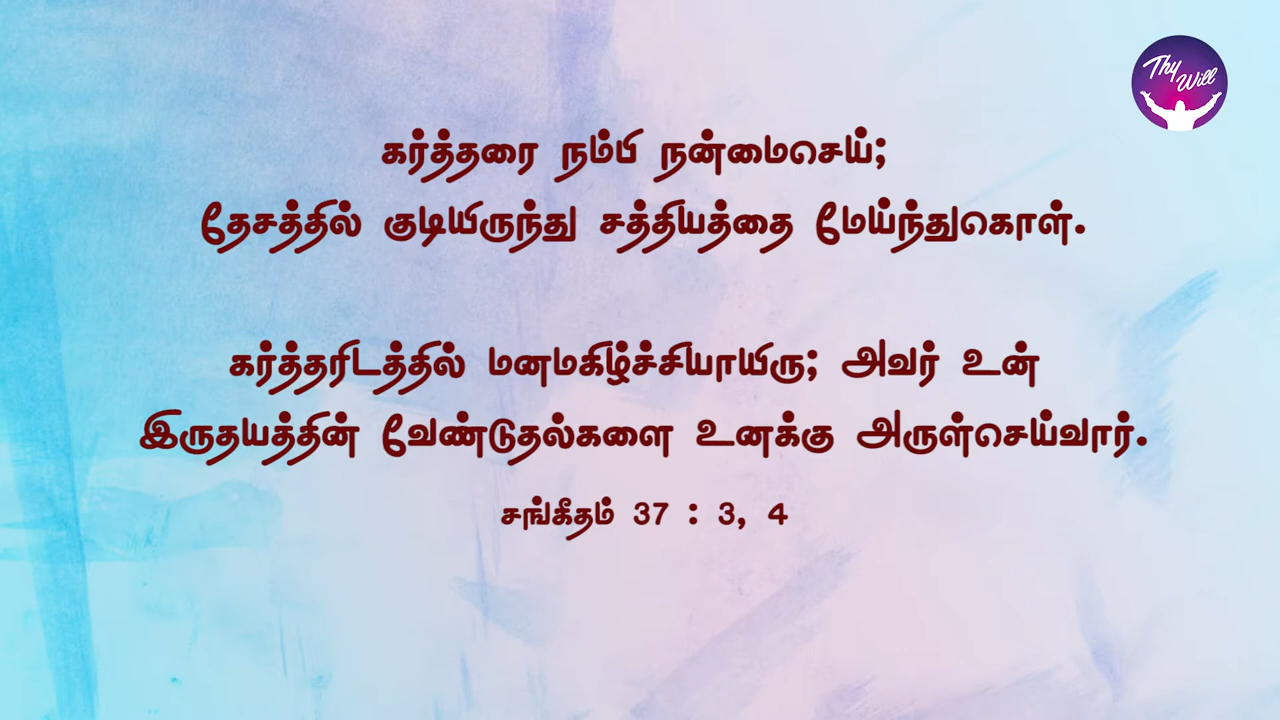 Thy Will
கர்த்தரை நம்பி நன்மைசெய்;
தேசத்தில் குடியிருந்து சத்தியத்தை மேய்ந்துகொள்.
கர்த்தரிடத்தில் மனமகிழ்ச்சியாயிரு; அவர் உன்
இருதயத்தின் வேண்டுதல்களை உனக்கு அருள்செய்வார்.
சங்கீதம் 37 : 3, 4